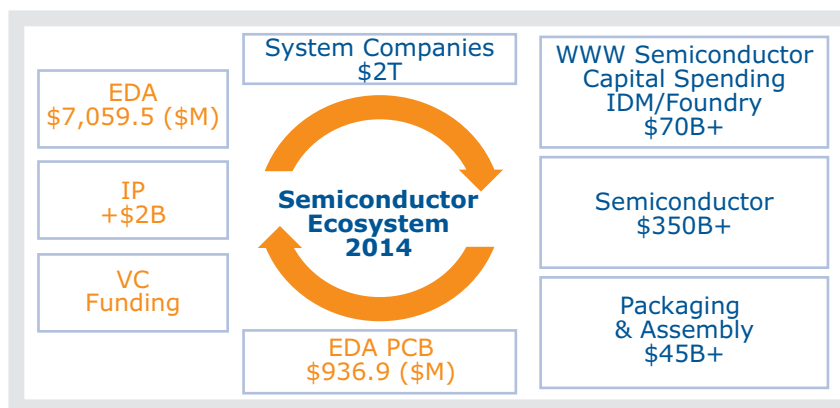 EDA
$7,059.5 ($M)
IP
+$2B
VC
Funding
System Companies
$2T
Semiconductor
Ecosystem
2014
EDA PCB
$936.9 ($M)
WWW Semiconductor
Capital Spending
IDM/Foundry
$70B+
Semiconductor
$350B+
Packaging
& Assembly
$45B+